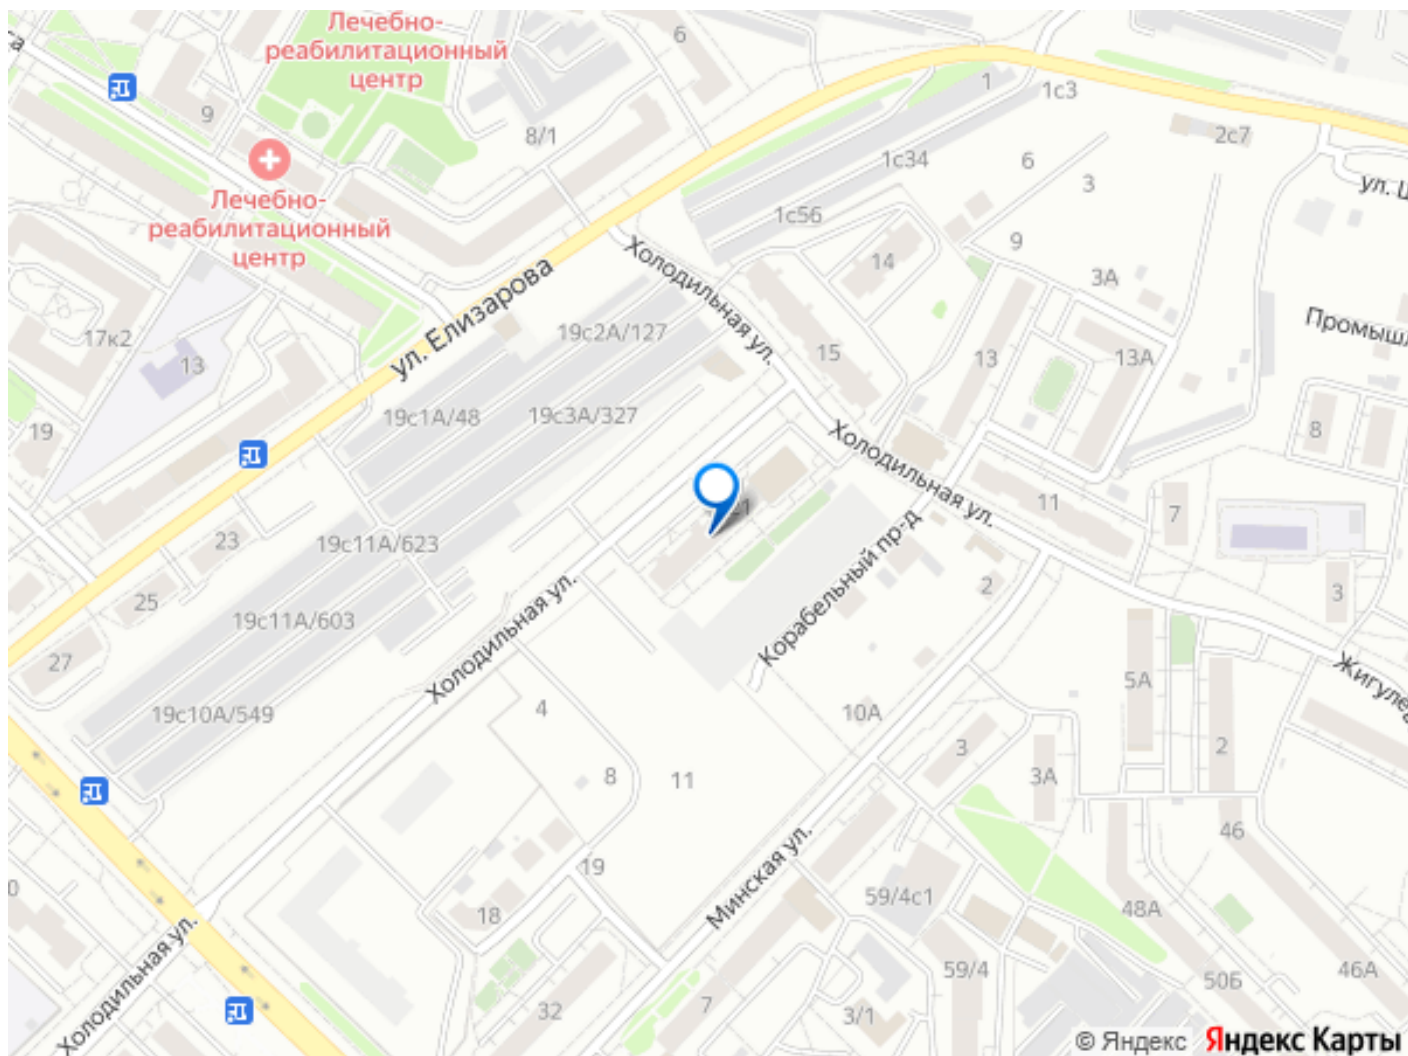 Лечебно-
реабилитационный
центр
6
9
8/1
1
1с3
2с7
1с34
6
3
ул.
Лечебно-
реабилитационный
центр
1с56
Холодильная ул.
9
14
3А
ул. Елизарова
19с2А/127
17к2
13
15
13
13А
19с1А/48
19с3А/327
19
8
Холодильная ул.
11
7
23
19с11А/623
Корабельный пр-д
2
3
25
19с11А/603
Холодильная ул.
27
5А
19с10А/549
4
10А
3
2
8
11
3А
46
Минская ул.
19
59/4с1
48А
18
59/4
50Б
46А
Холодильная ул.
32
7
3/1
© Яндекс Яндекс Карты